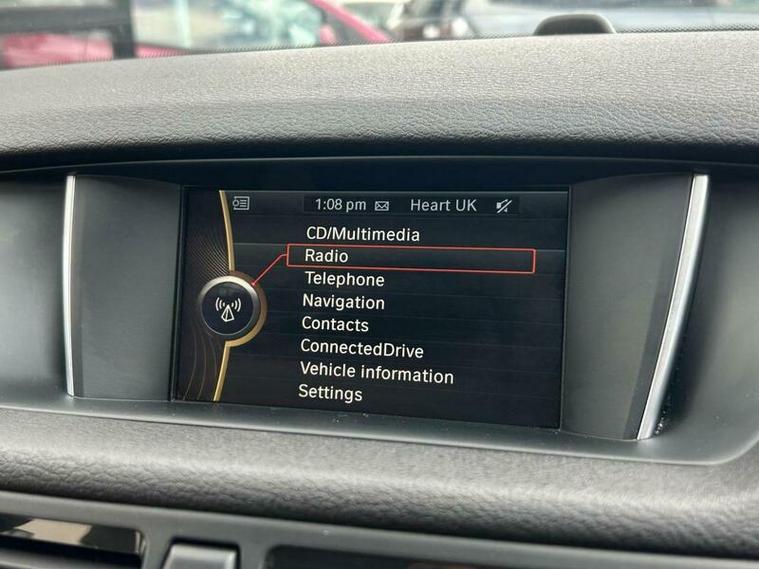 1:08 pm Heart UK
CD/Multimedia
Radio
Telephone
Navigation
Contacts
ConnectedDrive
Vehicle information
Settings